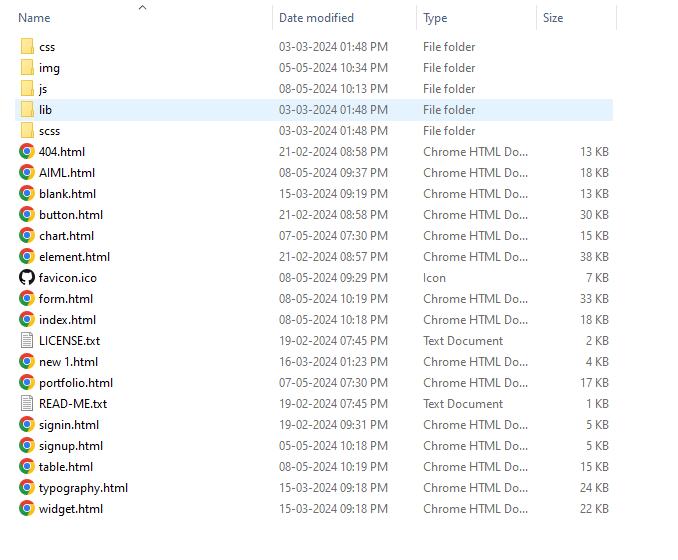 Name Date modified Type Size
css 03-03-2024 01:48 PM File folder
img 05-05-2024 10:34 PM File folder
js 08-05-2024 10:13 PM File folder
lib 03-03-2024 01:48 PM File folder
scss 03-03-2024 01:48 PM File folder
404.html 21-02-2024 08:58 PM Chrome HTML Do... 13 KB
AIML.html 08-05-2024 09:37 PM Chrome HTML Do... 18 KB
blank.html 15-03-2024 09:19 PM Chrome HTML Do... 13 KB
button.html 21-02-2024 08:58 PM Chrome HTML Do... 30 KB
chart.html 07-05-2024 07:30 PM Chrome HTML Do... 15 KB
element.html 21-02-2024 08:57 PM Chrome HTML Do... 38 KB
favicon.ico 08-05-2024 09:29 PM Icon 7 KB
form.html 08-05-2024 10:19 PM Chrome HTML Do... 33 KB
index.html 08-05-2024 10:18 PM Chrome HTML Do... 18 KB
LICENSE.txt 19-02-2024 07:45 PM Text Document 2 KB
new 1.html 16-03-2024 01:23 PM Chrome HTML Do... 4 KB
portfolio.html 07-05-2024 07:30 PM Chrome HTML Do... 17 KB
READ-ME.txt 19-02-2024 07:45 PM Text Document 1 KB
signin.html 19-02-2024 09:31 PM Chrome HTML Do... 5 KB
signup.html 05-05-2024 10:18 PM Chrome HTML Do... 5 KB
table.html 08-05-2024 10:19 PM Chrome HTML Do... 15 KB
typography.html 15-03-2024 09:18 PM Chrome HTML Do... 24 KB
widget.html 15-03-2024 09:18 PM Chrome HTML Do... 22 KB